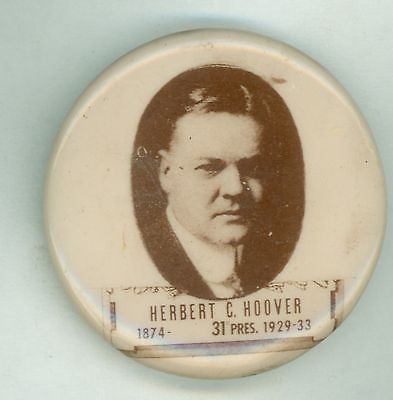 HERBERT C. HOOVER
1874- 31 PRES. 1929-33